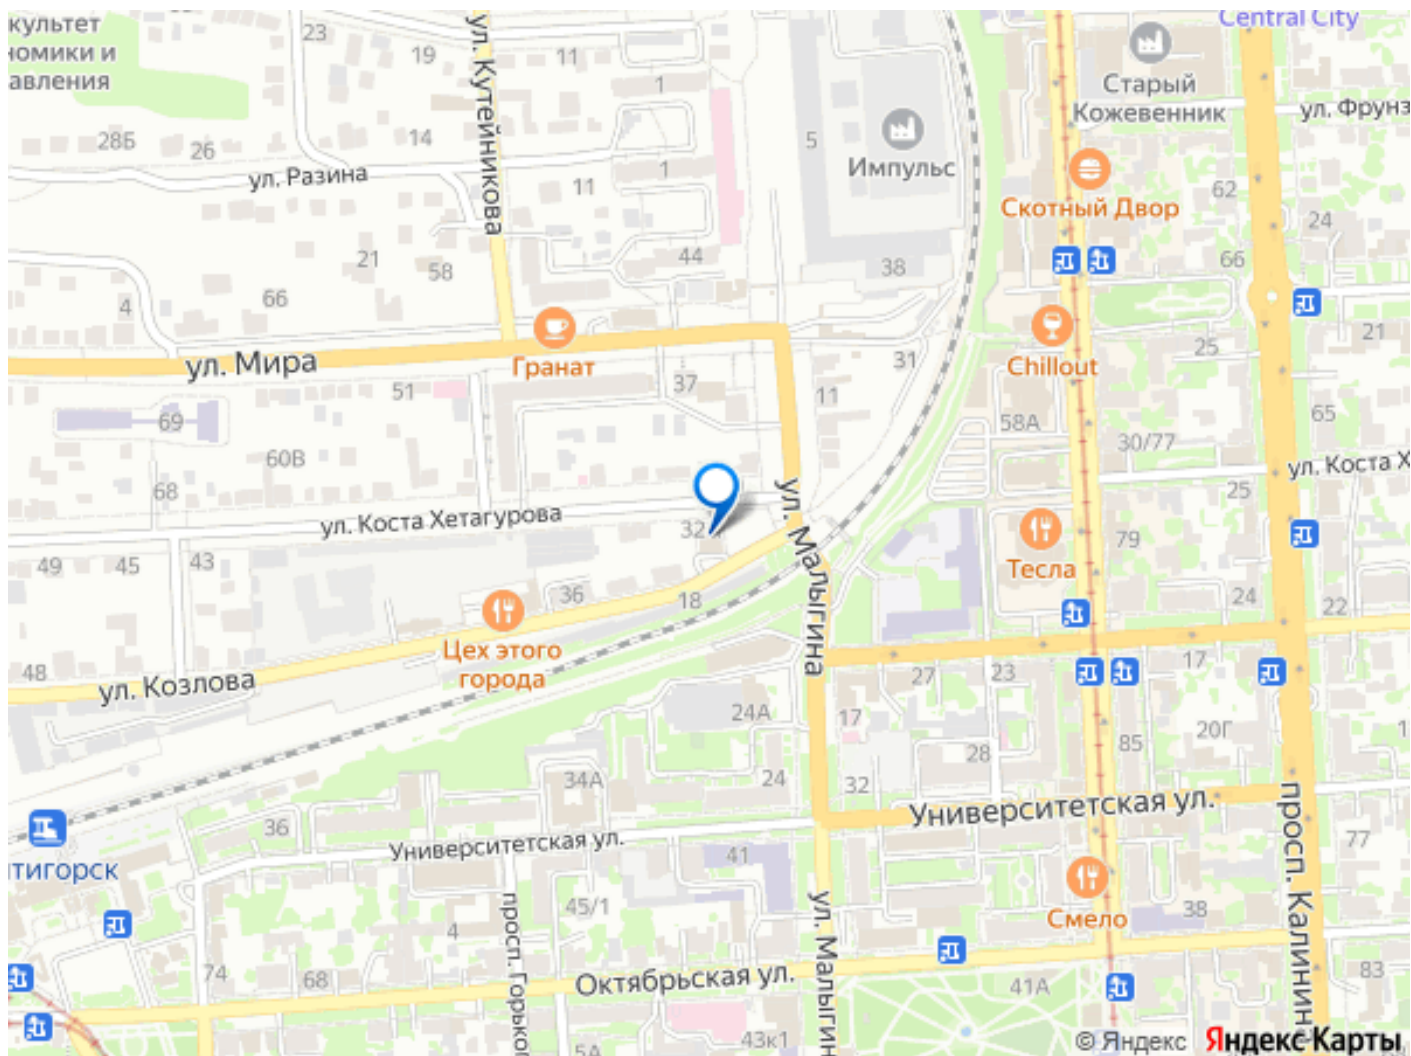 культет
номики и
авления
23
19
11
ул. Кутейникова
1
28Б
26
14
ул. Разина
11
1
5
Импульс
Central City
Старый
Кожевенник
ул. Фрунз
Скотный Двор
62
24
66
21
58
44
38
66
4
ул. Мира
Гранат
Chillout
25
21
31
51
37
11
69
58А
65
30/77
60В
68
ул. Коста Хетагурова
32
ул. Малыгина
ул. Коста Х
25
49
45
43
Тесла
79
36
18
24
22
Цех этого
города
48
ул. Козлова
27
23
17
24А
17
20Г
28
85
34А
24
32
Университетская ул.
просп. Калинин
36
Университетская ул.
41
77
тигорск
просп. Горько
45/1
ул. Малыгин
Смело
38
4
74
68
Октябрьская ул.
41А
83
43к1
5А
© Яндекс
Яндекс Карты